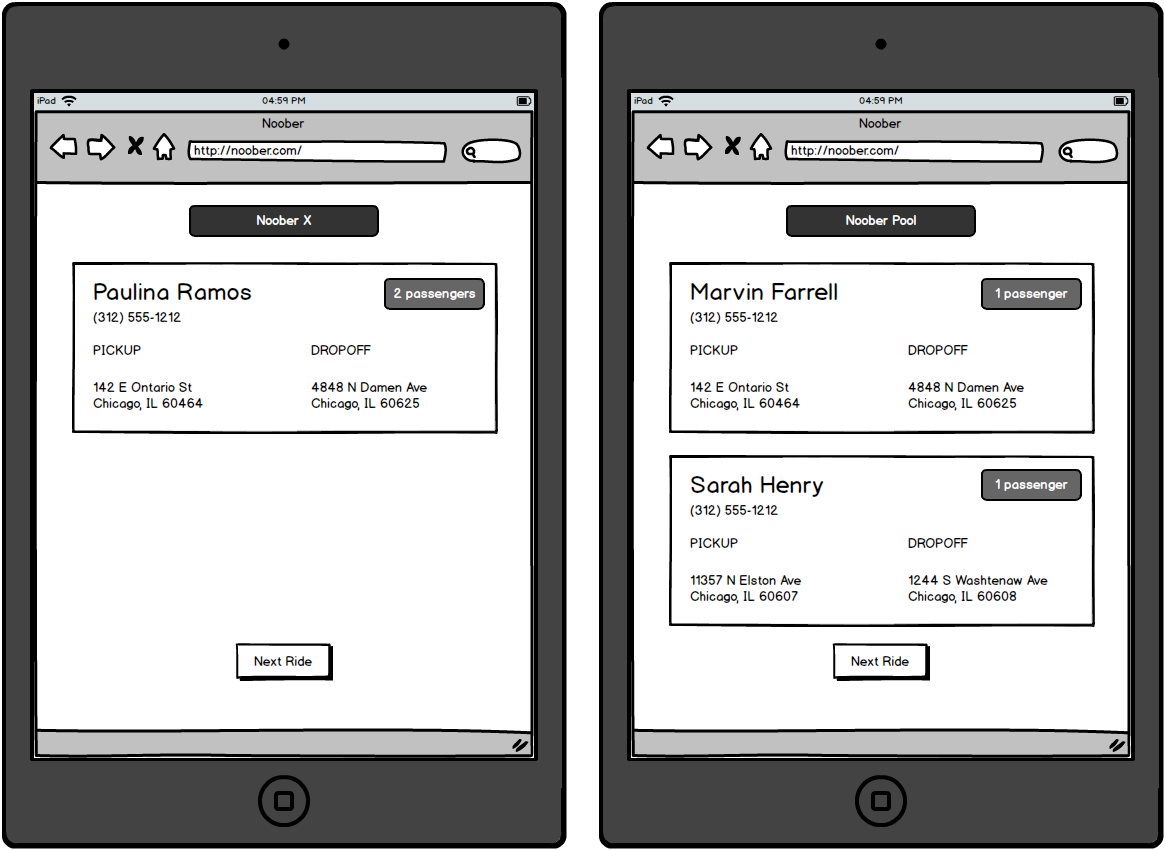 iPad 04:59 PM
Noober
http://noober.com/
Noober X
Paulina Ramos
2 passengers
(312) 555-1212
PICKUP
DROPOFF
142 E Ontario St
Chicago, IL 60464
4848 N Damen Ave
Chicago, IL 60625
Next Ride
iPad 04:59 PM
Noober
http://noober.com/
Noober Pool
Marvin Farrell
1 passenger
(312) 555-1212
PICKUP
DROPOFF
142 E Ontario St
Chicago, IL 60464
4848 N Damen Ave
Chicago, IL 60625
Sarah Henry
1 passenger
(312) 555-1212
PICKUP
DROPOFF
11357 N Elston Ave
Chicago, IL 60607
1244 S Washtenaw Ave
Chicago, IL 60608
Next Ride